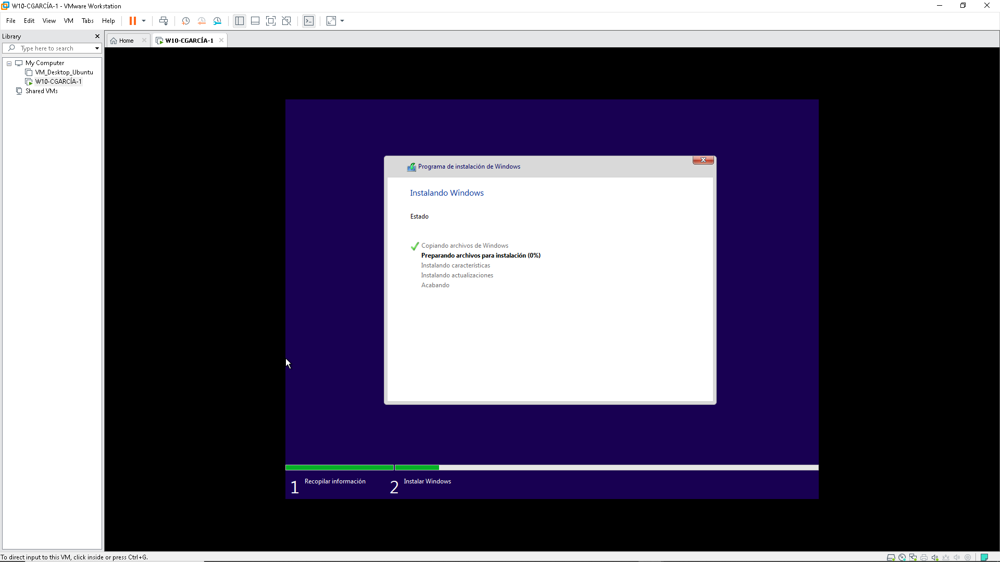 W10-CGARCÍA-1 - VMware Workstation
File Edit View VM Tabs Help
Library
Type here to search
My Computer
VM_Desktop_Ubuntu
W10-CGARCÍA-1
Shared VMs
Home
W10-CGARCÍA-1
Programa de instalación de Windows
Instalando Windows
Estado
Copiando archivos de Windows
Preparando archivos para instalación (0%)
Instalando características
Instalando actualizaciones
Acabando
1 Recopilar información
2 Instalar Windows
To direct input to this VM, click inside or press Ctrl+G.